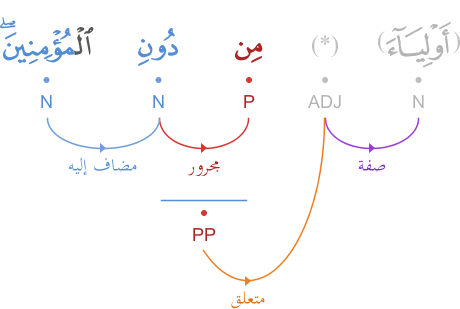 (أَوْلِيَآءَ) (*) مِن دُونِ ٱلْمُؤْمِنِينَۖ
N ADJ P N N
صفة مجرور مضاف إليه
PP
متعلق